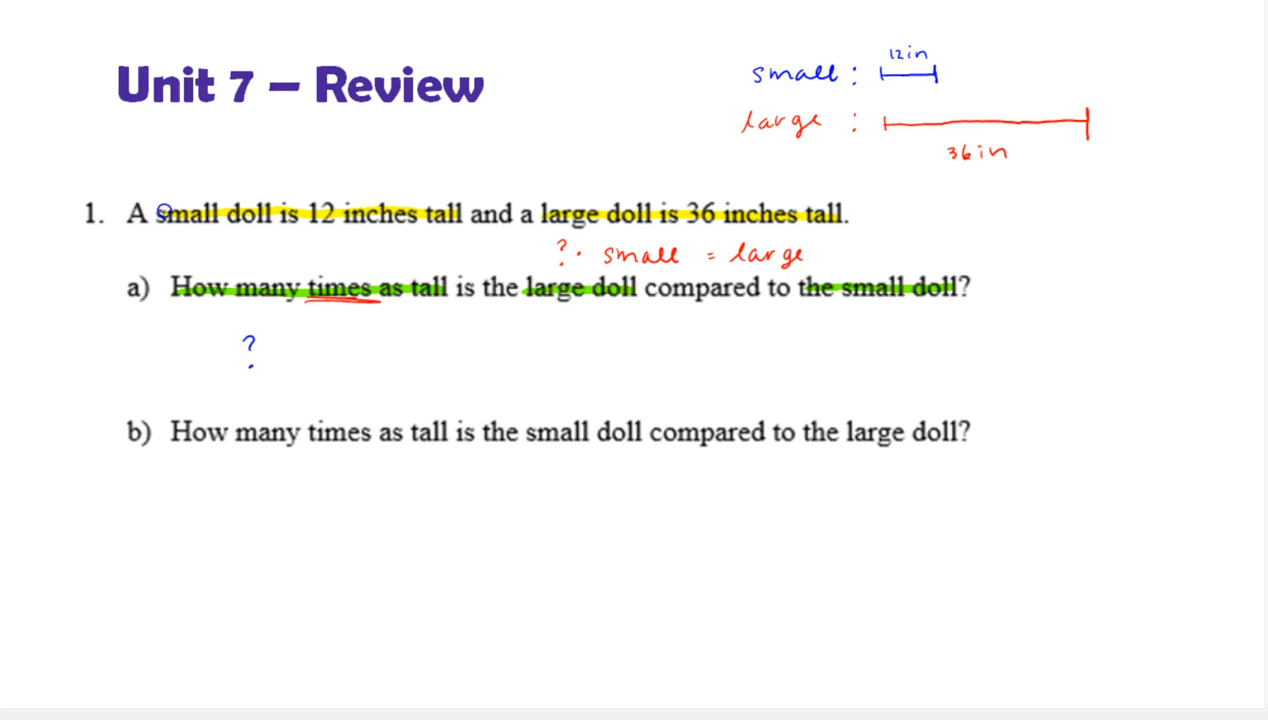 Unit 7 – Review
12in
small :
large :
36in
1. A small doll is 12 inches tall and a large doll is 36 inches tall.
? · small = large
a) How many times as tall is the large doll compared to the small doll?
?
b) How many times as tall is the small doll compared to the large doll?